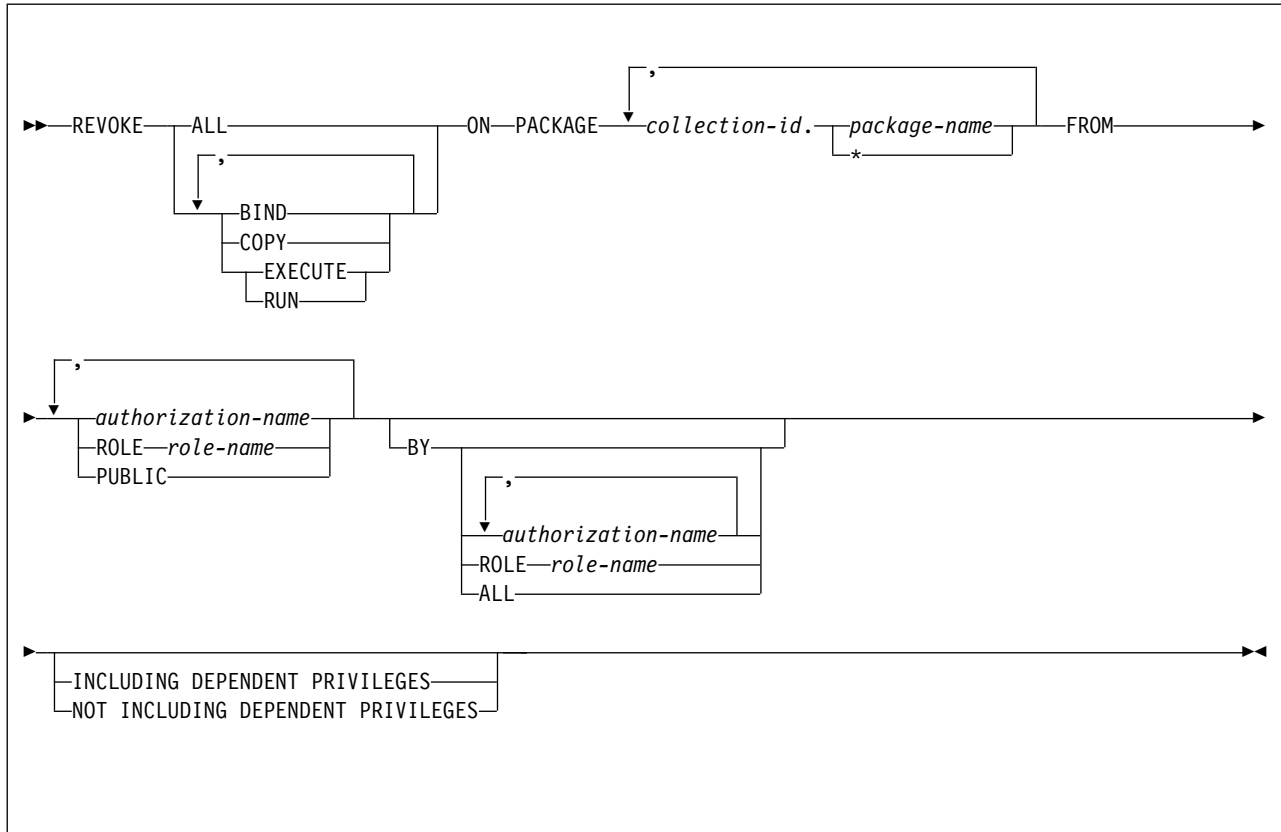 ,
REVOKE ALL ON PACKAGE collection-id. package-name FROM
*
,
BIND
COPY
EXECUTE
RUN
,
authorization-name
ROLE role-name
PUBLIC
BY
,
authorization-name
ROLE role-name
ALL
INCLUDING DEPENDENT PRIVILEGES
NOT INCLUDING DEPENDENT PRIVILEGES